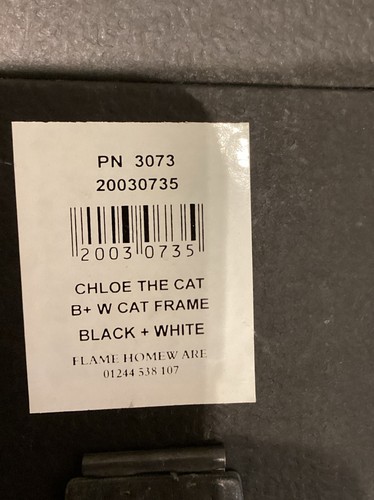 PN 3073
20030735
2003 0735
CHLOE THE CAT
B+ W CAT FRAME
BLACK + WHITE
FLAME HOMEW ARE
01244 538 107